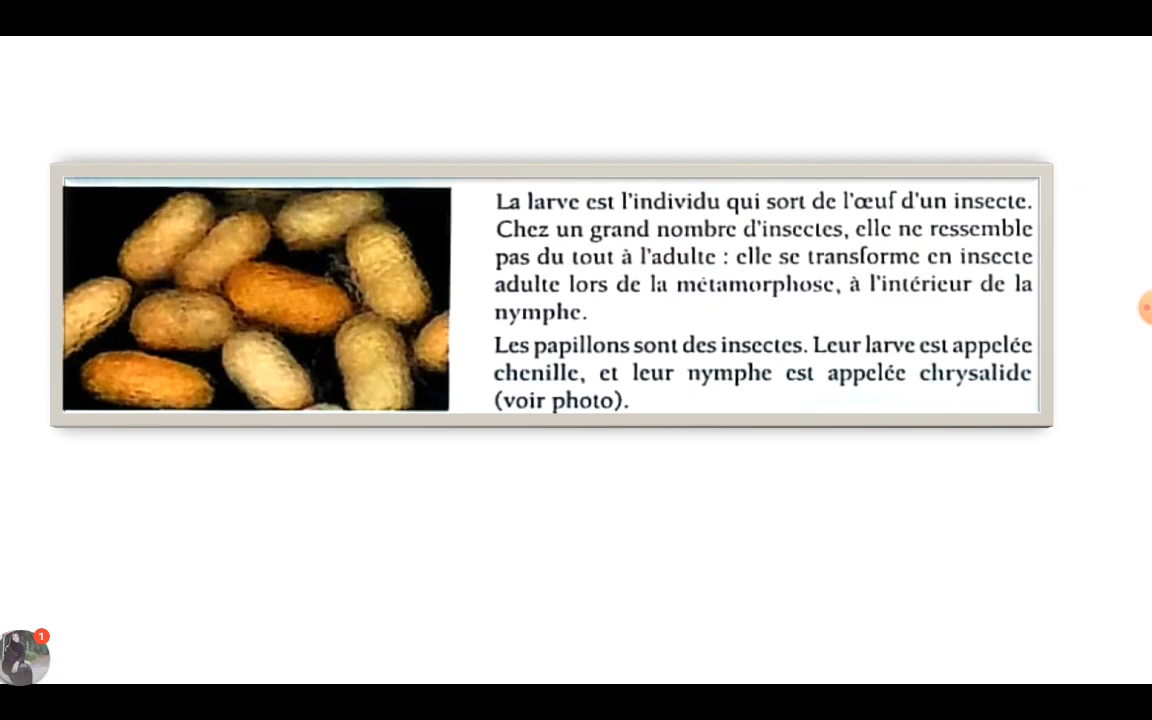 La larve est l'individu qui sort de l'œuf d'un insecte.
Chez un grand nombre d'insectes, elle ne ressemble
pas du tout à l'adulte : elle se transforme en insecte
adulte lors de la métamorphose, à l'intérieur de la
nymphe.
Les papillons sont des insectes. Leur larve est appelée
chenille, et leur nymphe est appelée chrysalide
(voir photo).
1